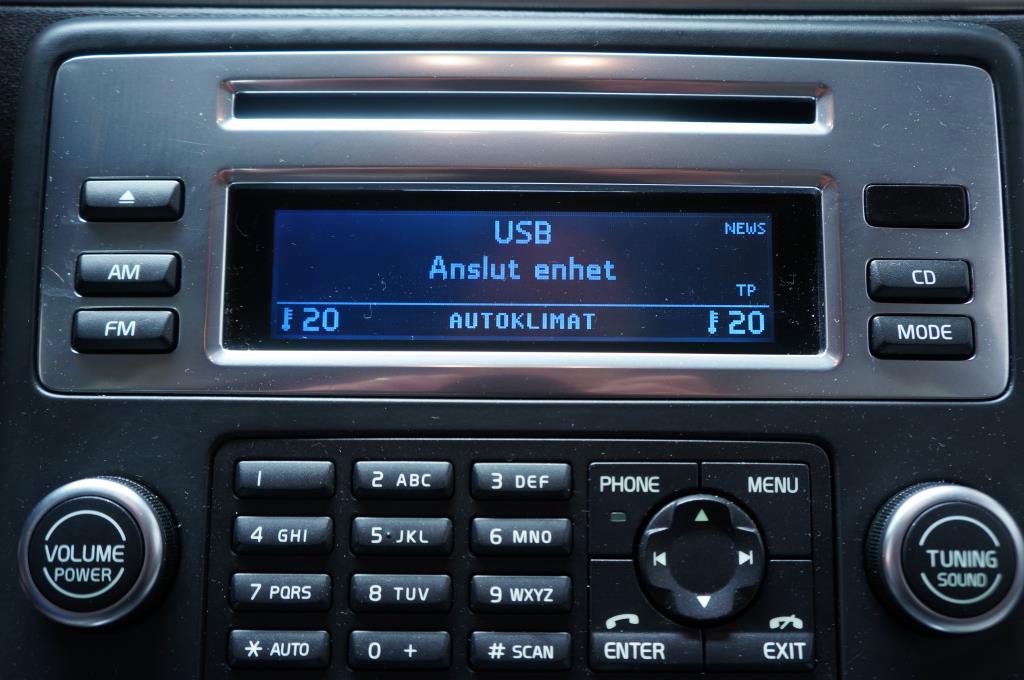 USB
NEWS
Anslut enhet
TP
20 AUTOKLIMAT 20
AM
FM
CD
MODE
1
2 ABC
3 DEF
PHONE
MENU
4 GHI
5 JKL
6 MNO
VOLUME
POWER
TUNING
SOUND
7 PQRS
8 TUV
9 WXYZ
* AUTO
0 +
# SCAN
ENTER
EXIT